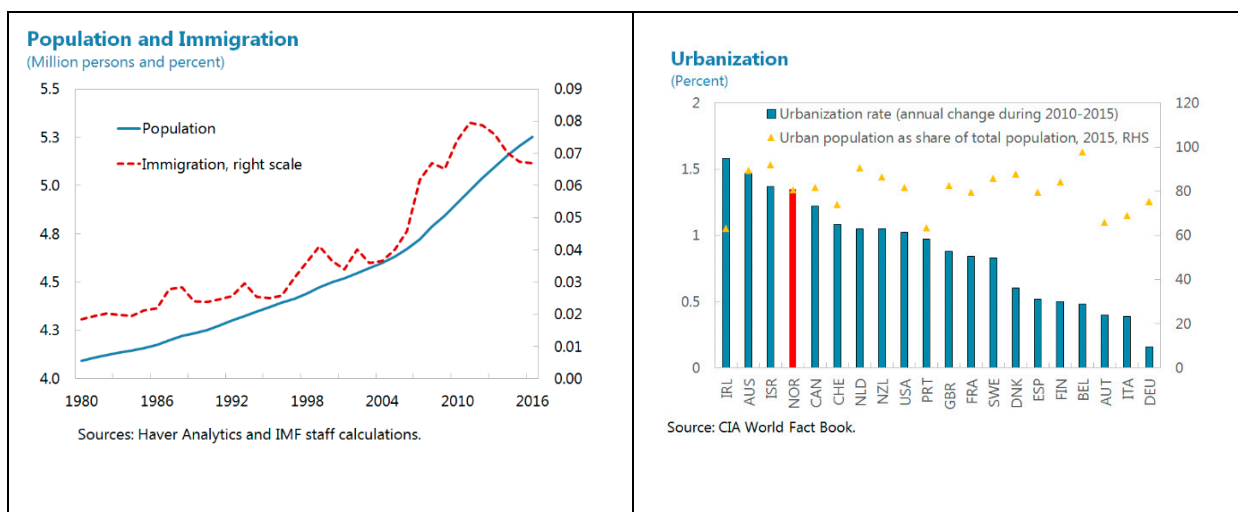 Population and Immigration
(Million persons and percent)
5.5
5.3
5.0
4.8
4.5
4.3
4.0
0.09
0.08
0.07
0.06
0.05
0.04
0.03
0.02
0.01
0.00
Population
Immigration, right scale
1980 1986 1992 1998 2004 2010 2016
Sources: Haver Analytics and IMF staff calculations.
Urbanization
(Percent)
2
1.5
1
0.5
0
120
100
80
60
40
20
0
Urbanization rate (annual change during 2010-2015)
Urban population as share of total population, 2015, RHS
IRL
AUS
ISR
NOR
CAN
CHE
NLD
NZL
USA
PRT
GBR
FRA
SWE
DNK
ESP
FIN
BEL
AUT
ITA
DEU
Source: CIA World Fact Book.